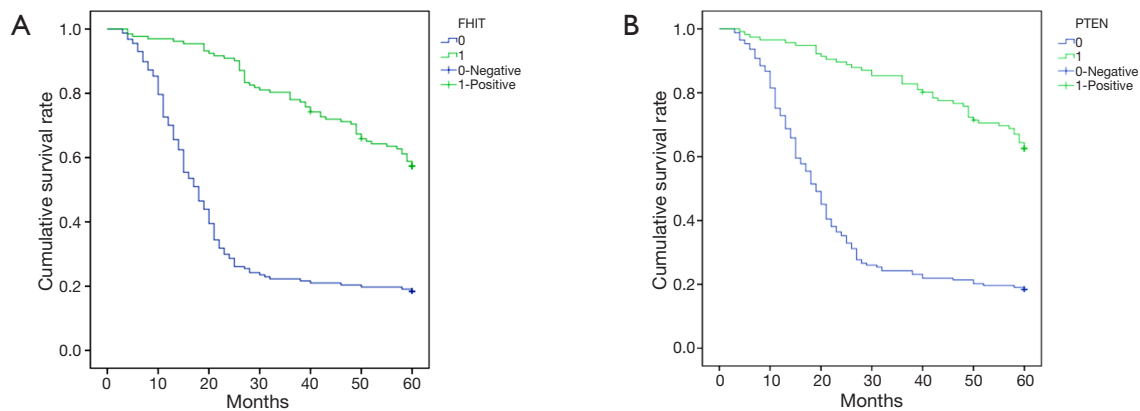 A
FHIT
0
1
0-Negative
1-Positive
Cumulative survival rate
1.0
0.8
0.6
0.4
0.2
0.0
0 10 20 30 40 50 60
Months
B
PTEN
0
1
0-Negative
1-Positive
Cumulative survival rate
1.0
0.8
0.6
0.4
0.2
0.0
0 10 20 30 40 50 60
Months